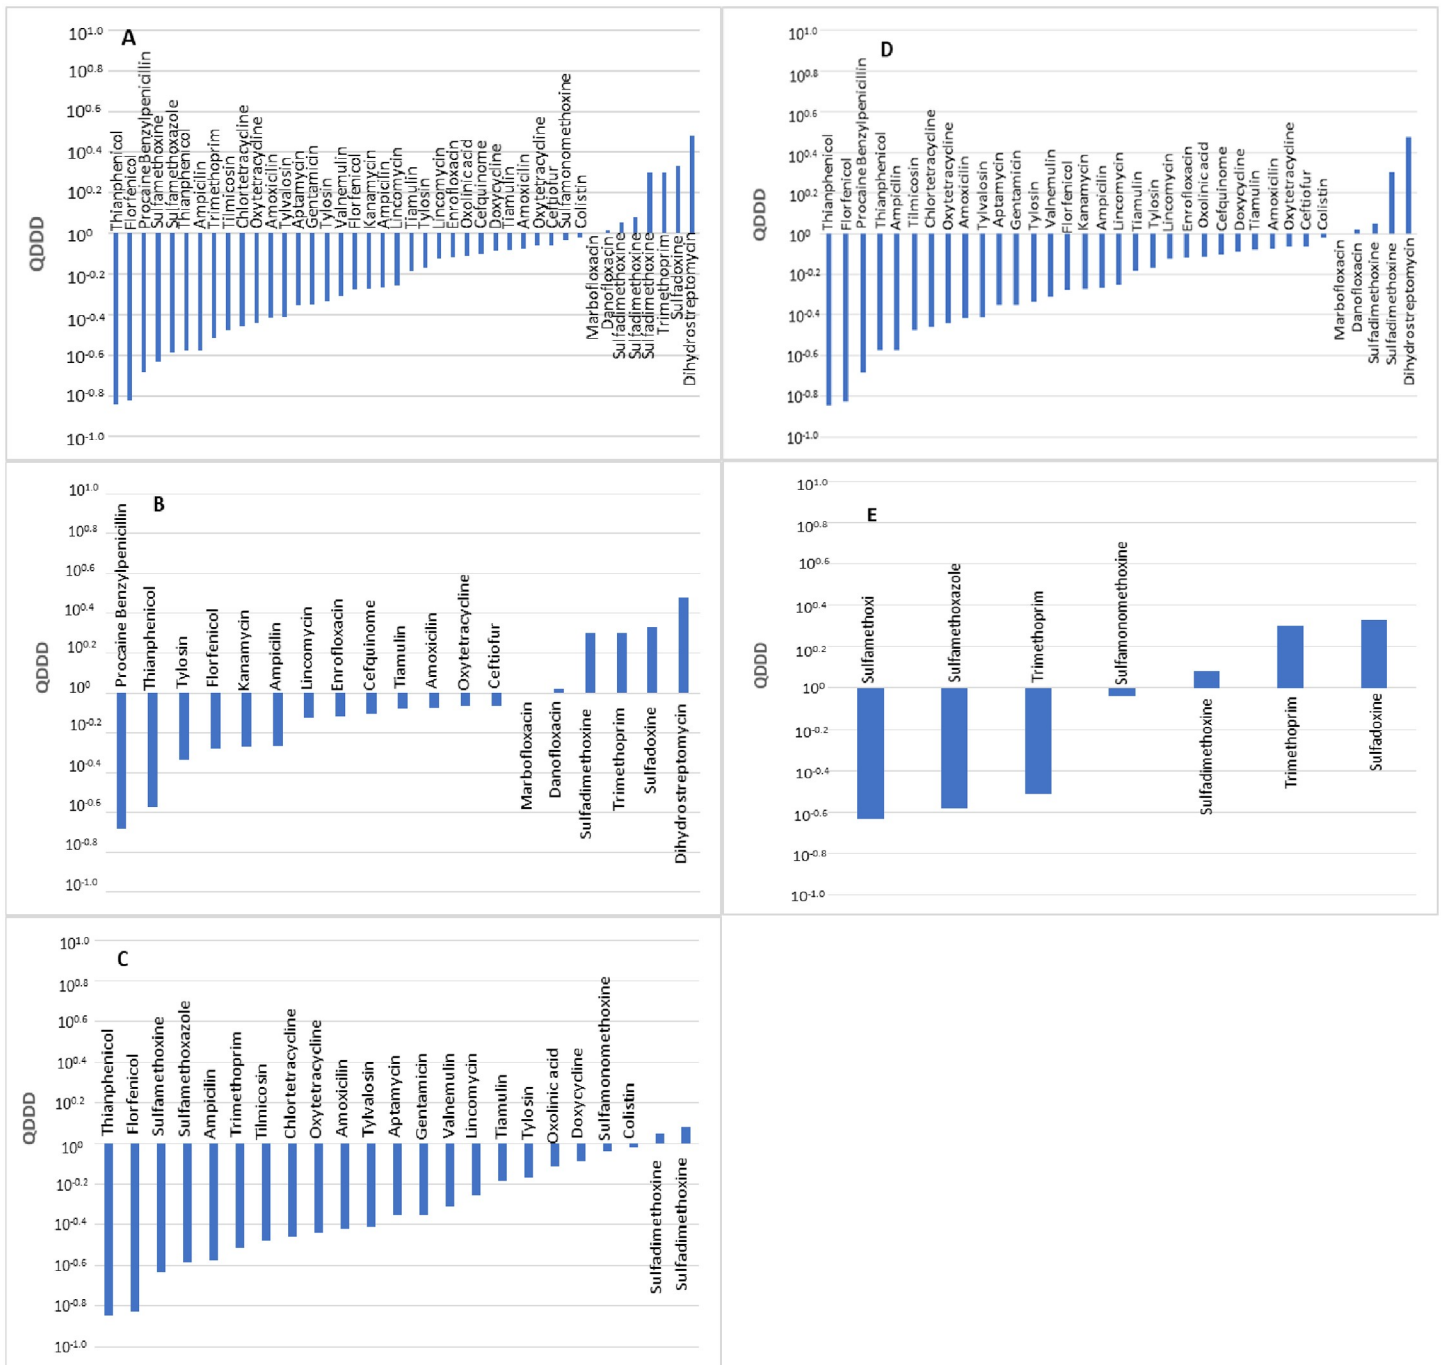 A
QDDD
10^1.0
10^0.8
10^0.6
10^0.4
10^0.2
10^0
10^-0.2
10^-0.4
10^-0.6
10^-0.8
10^-1.0
Thianphenicol
Florfenicol
Procaine Benzylpenicillin
Sulfamethoxine
Sulfamethoxazole
Thianphenicol
Ampicilin
Trimethoprim
Tilmicosin
Chlortetracycline
Oxytetracycline
Amoxicilin
Tylvalosin
Aptamycin
Gentamicin
Tylosin
Valnemulin
Florfenicol
Kanamycin
Ampicilin
Lincomycin
Tiamulin
Tylosin
Lincomycin
Enrofloxacin
Oxolinic acid
Cefquinome
Doxycycline
Tiamulin
Amoxicilin
Oxytetracycline
Ceftiofur
Sulfamonomethoxine
Colistin
Marbofloxacin
Danofloxacin
Sulfadimethoxine
Sulfadimethoxine
Sulfadimethoxine
Trimethoprim
Sulfadoxine
Dihydrostreptomycin
D
QDDD
10^1.0
10^0.8
10^0.6
10^0.4
10^0.2
10^0
10^-0.2
10^-0.4
10^-0.6
10^-0.8
10^-1.0
Thianphenicol
Florfenicol
Procaine Benzylpenicillin
Thianphenicol
Ampicilin
Tilmicosin
Chlortetracycline
Oxytetracycline
Amoxicilin
Tylvalosin
Aptamycin
Gentamicin
Tylosin
Valnemulin
Florfenicol
Kanamycin
Ampicilin
Lincomycin
Tiamulin
Tylosin
Lincomycin
Enrofloxacin
Oxolinic acid
Cefquinome
Doxycycline
Tiamulin
Amoxicilin
Oxytetracycline
Ceftiofur
Colistin
Marbofloxacin
Danofloxacin
Sulfadimethoxine
Sulfadimethoxine
Dihydrostreptomycin
B
QDDD
10^1.0
10^0.8
10^0.6
10^0.4
10^0.2
10^0
10^-0.2
10^-0.4
10^-0.6
10^-0.8
10^-1.0
Procaine Benzylpenicillin
Thianphenicol
Tylosin
Florfenicol
Kanamycin
Ampicilin
Lincomycin
Enrofloxacin
Cefquinome
Tiamulin
Amoxicilin
Oxytetracycline
Ceftiofur
Marbofloxacin
Danofloxacin
Sulfadimethoxine
Trimethoprim
Sulfadoxine
Dihydrostreptomycin
E
QDDD
10^1.0
10^0.8
10^0.6
10^0.4
10^0.2
10^0
10^-0.2
10^-0.4
10^-0.6
10^-0.8
10^-1.0
Sulfamethoxi
Sulfamethoxazole
Trimethoprim
Sulfamonomethoxine
Sulfadimethoxine
Trimethoprim
Sulfadoxine
C
QDDD
10^1.0
10^0.8
10^0.6
10^0.4
10^0.2
10^0
10^-0.2
10^-0.4
10^-0.6
10^-0.8
10^-1.0
Thianphenicol
Florfenicol
Sulfamethoxine
Sulfamethoxazole
Ampicilin
Trimethoprim
Tilmicosin
Chlortetracycline
Oxytetracycline
Amoxicilin
Tylvalosin
Aptamycin
Gentamicin
Valnemulin
Lincomycin
Tiamulin
Tylosin
Oxolinic acid
Doxycycline
Sulfamonomethoxine
Colistin
Sulfadimethoxine
Sulfadimethoxine